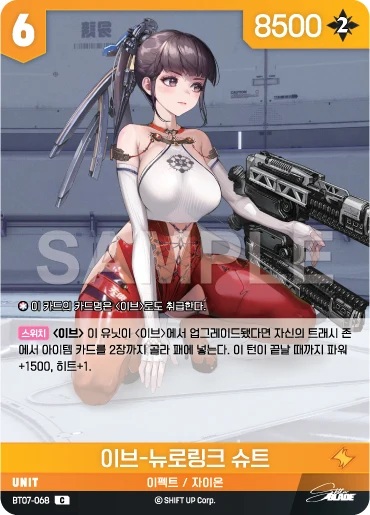 6
8500 2
SAMPLE
이 카드의 카드명은 <이브>로도 취급한다.
스위치 <이브> 이 유닛이 <이브>에서 업그레이드됐다면 자신의 트래시 존
에서 아이템 카드를 2장까지 골라 패에 넣는다. 이 턴이 끝날 때까지 파워
+1500, 히트+1.
이브-뉴로링크 슈트
UNIT
이펙트 / 자이온
BT07-068 C
©SHIFT UP Corp.
Stellar BLADE